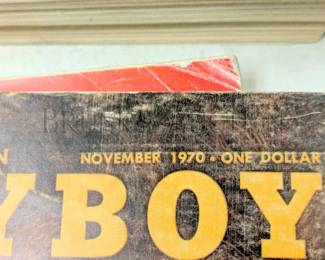 N NOVEMBER 1970 • ONE DOLLAR
YBOY